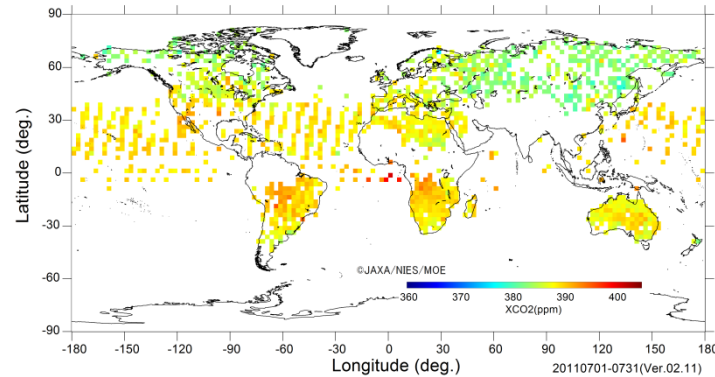 90
60
30
0
-30
-60
-90
Latitude (deg.)
©JAXA/NIES/MOE
360 370 380 390 400
XCO2(ppm)
-180 -150 -120 -90 -60 -30 0 30 60 90 120 150 180
Longitude (deg.)
20110701-0731(Ver.02.11)